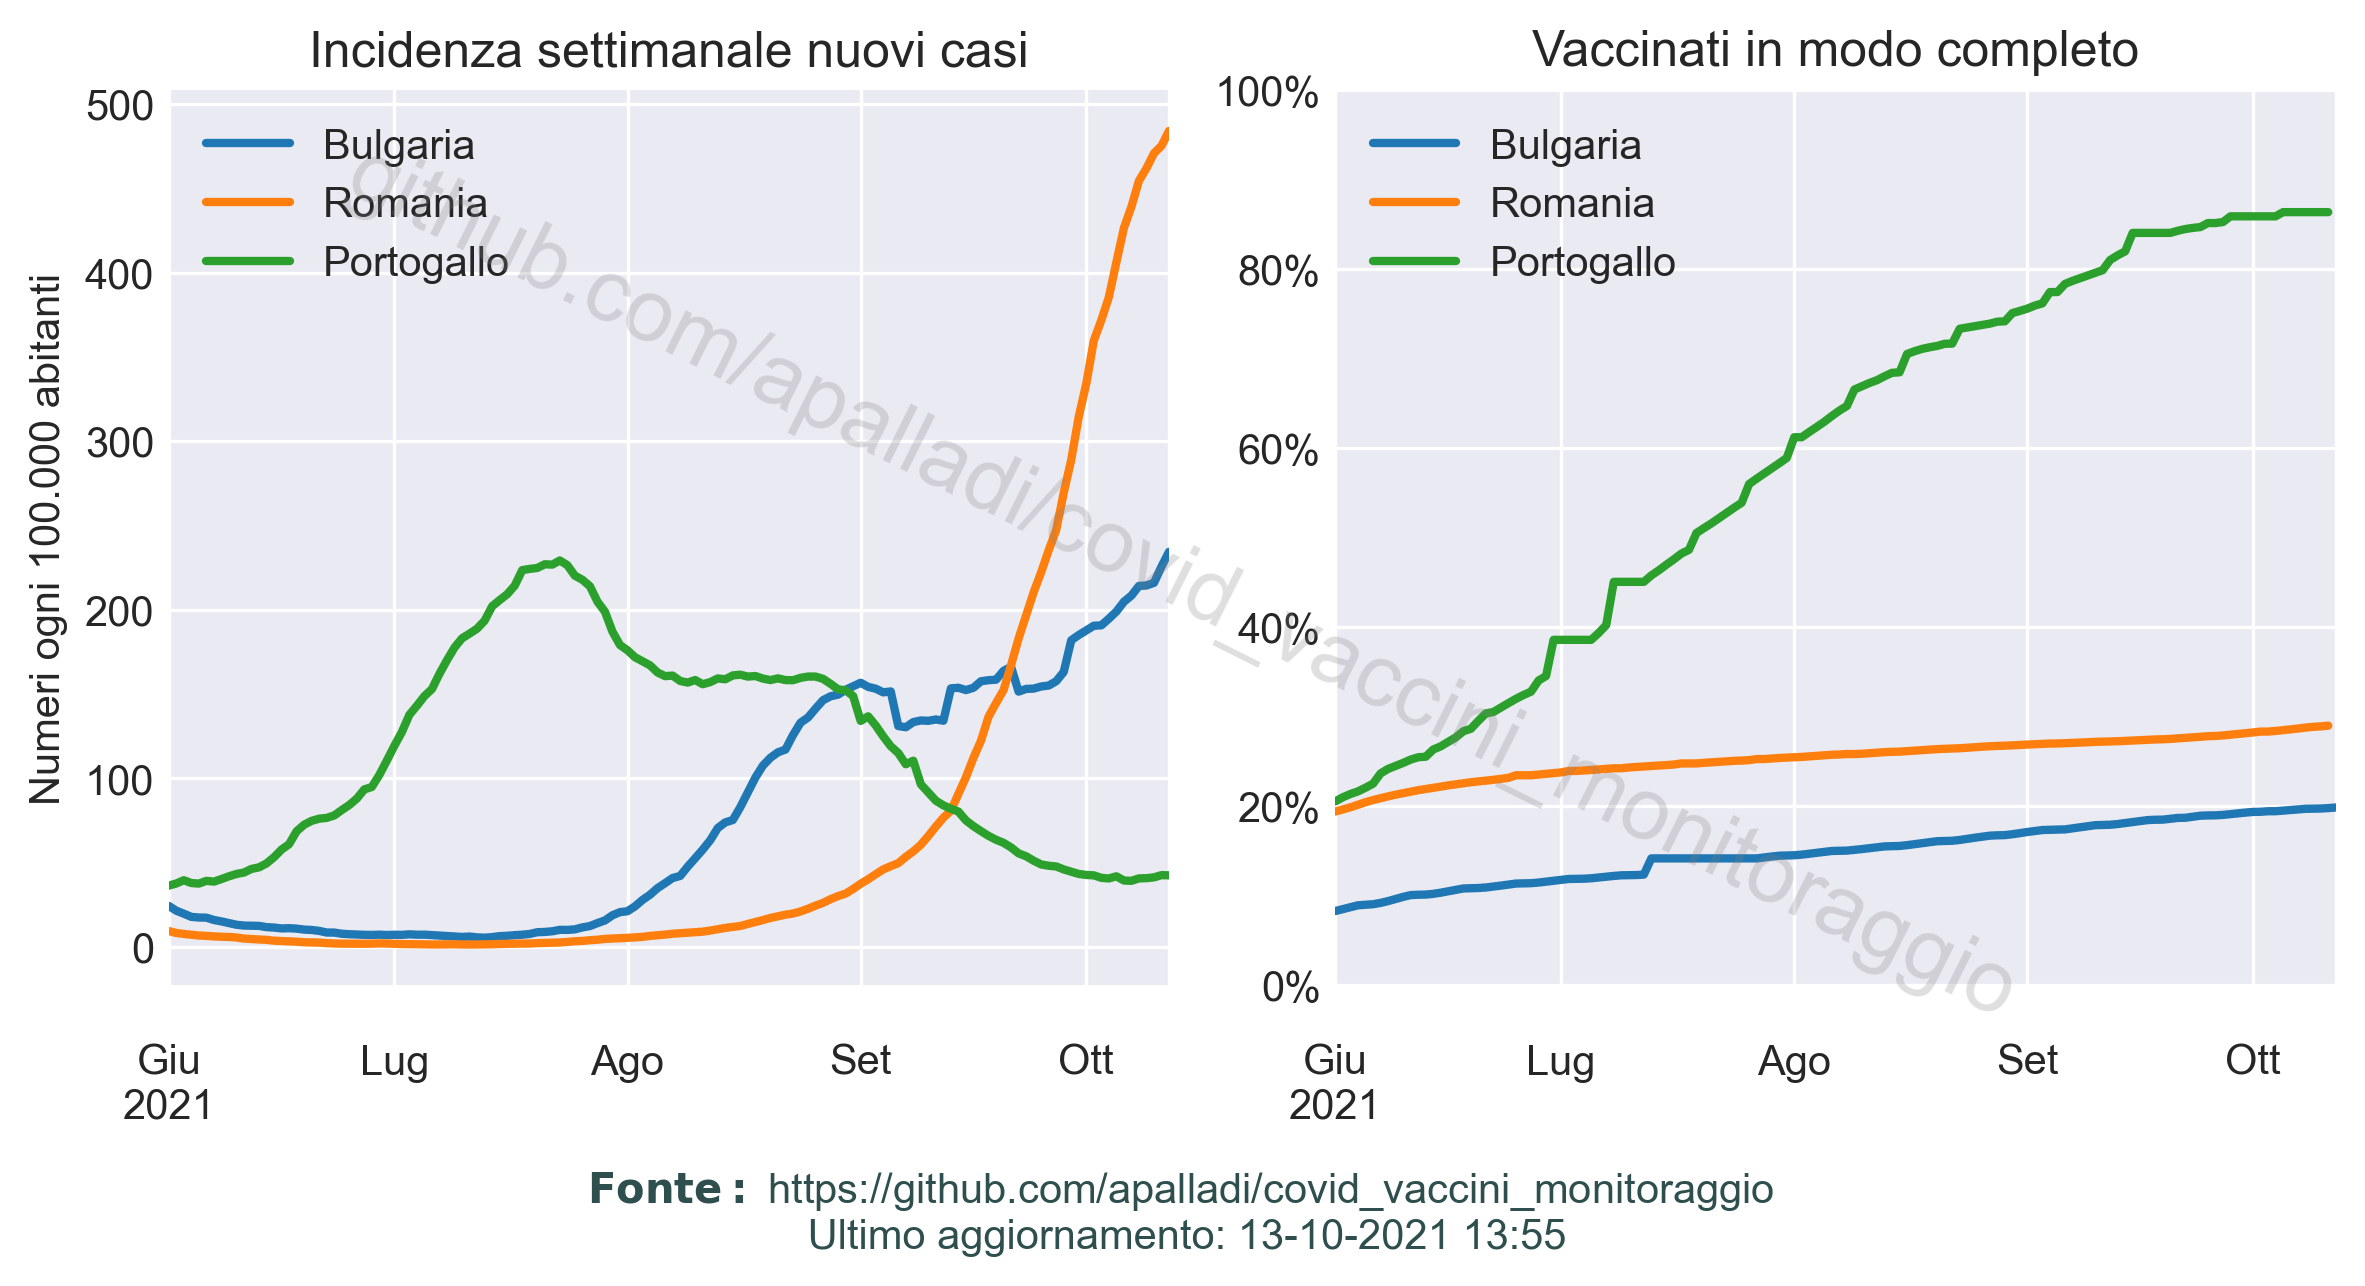 Incidenza settimanale nuovi casi
Numeri ogni 100.000 abitanti
500
400
300
200
100
0
Bulgaria
Romania
Portogallo
Giu
2021
Lug
Ago
Set
Ott
Vaccinati in modo completo
100%
80%
60%
40%
20%
0%
Bulgaria
Romania
Portogallo
Giu
2021
Lug
Ago
Set
Ott
github.com/apalladi/covid_vaccini_monitoraggio
Fonte: https://github.com/apalladi/covid_vaccini_monitoraggio
Ultimo aggiornamento: 13-10-2021 13:55